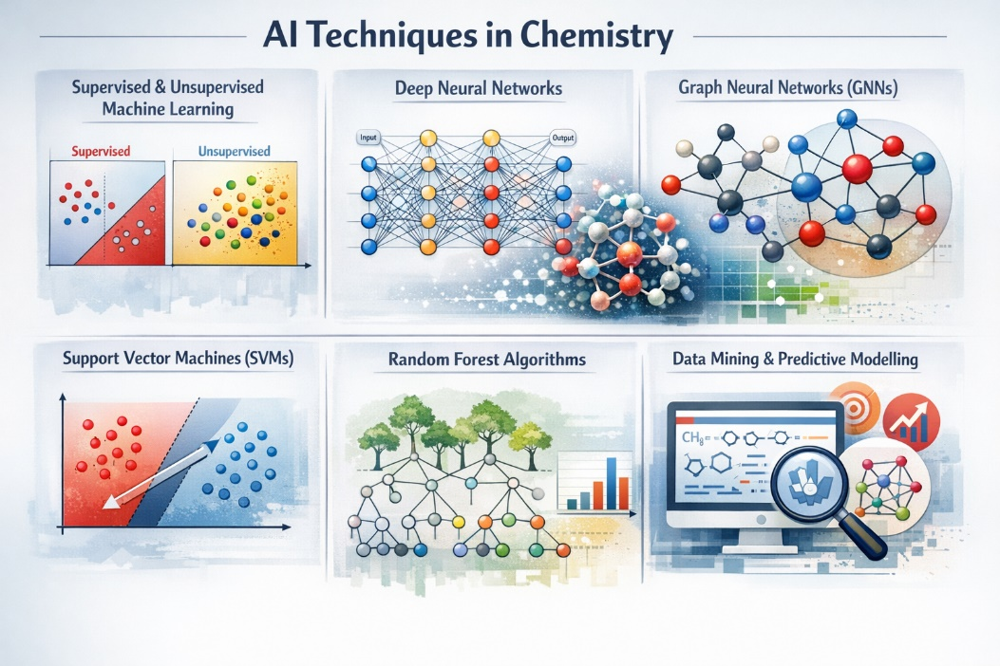 AI Techniques in Chemistry
Supervised & Unsupervised
Machine Learning
Supervised
Unsupervised
Deep Neural Networks
Input
Output
Graph Neural Networks (GNNs)
Support Vector Machines (SVMs)
Random Forest Algorithms
Data Mining & Predictive Modelling
CH₈